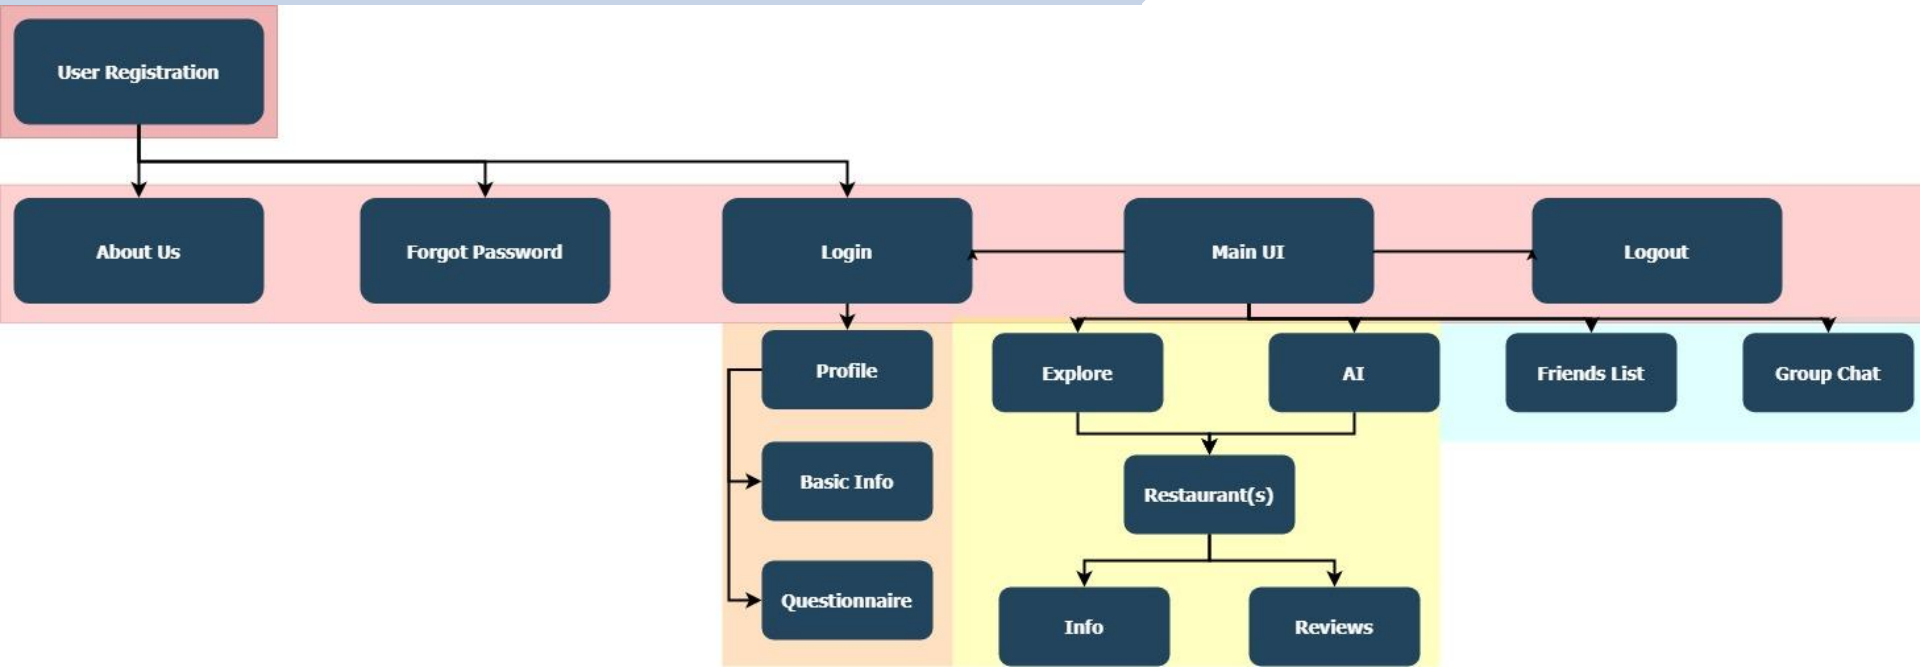 User Registration
About Us
Forgot Password
Login
Main UI
Logout
Profile
Explore
AI
Friends List
Group Chat
Basic Info
Restaurant(s)
Questionnaire
Info
Reviews